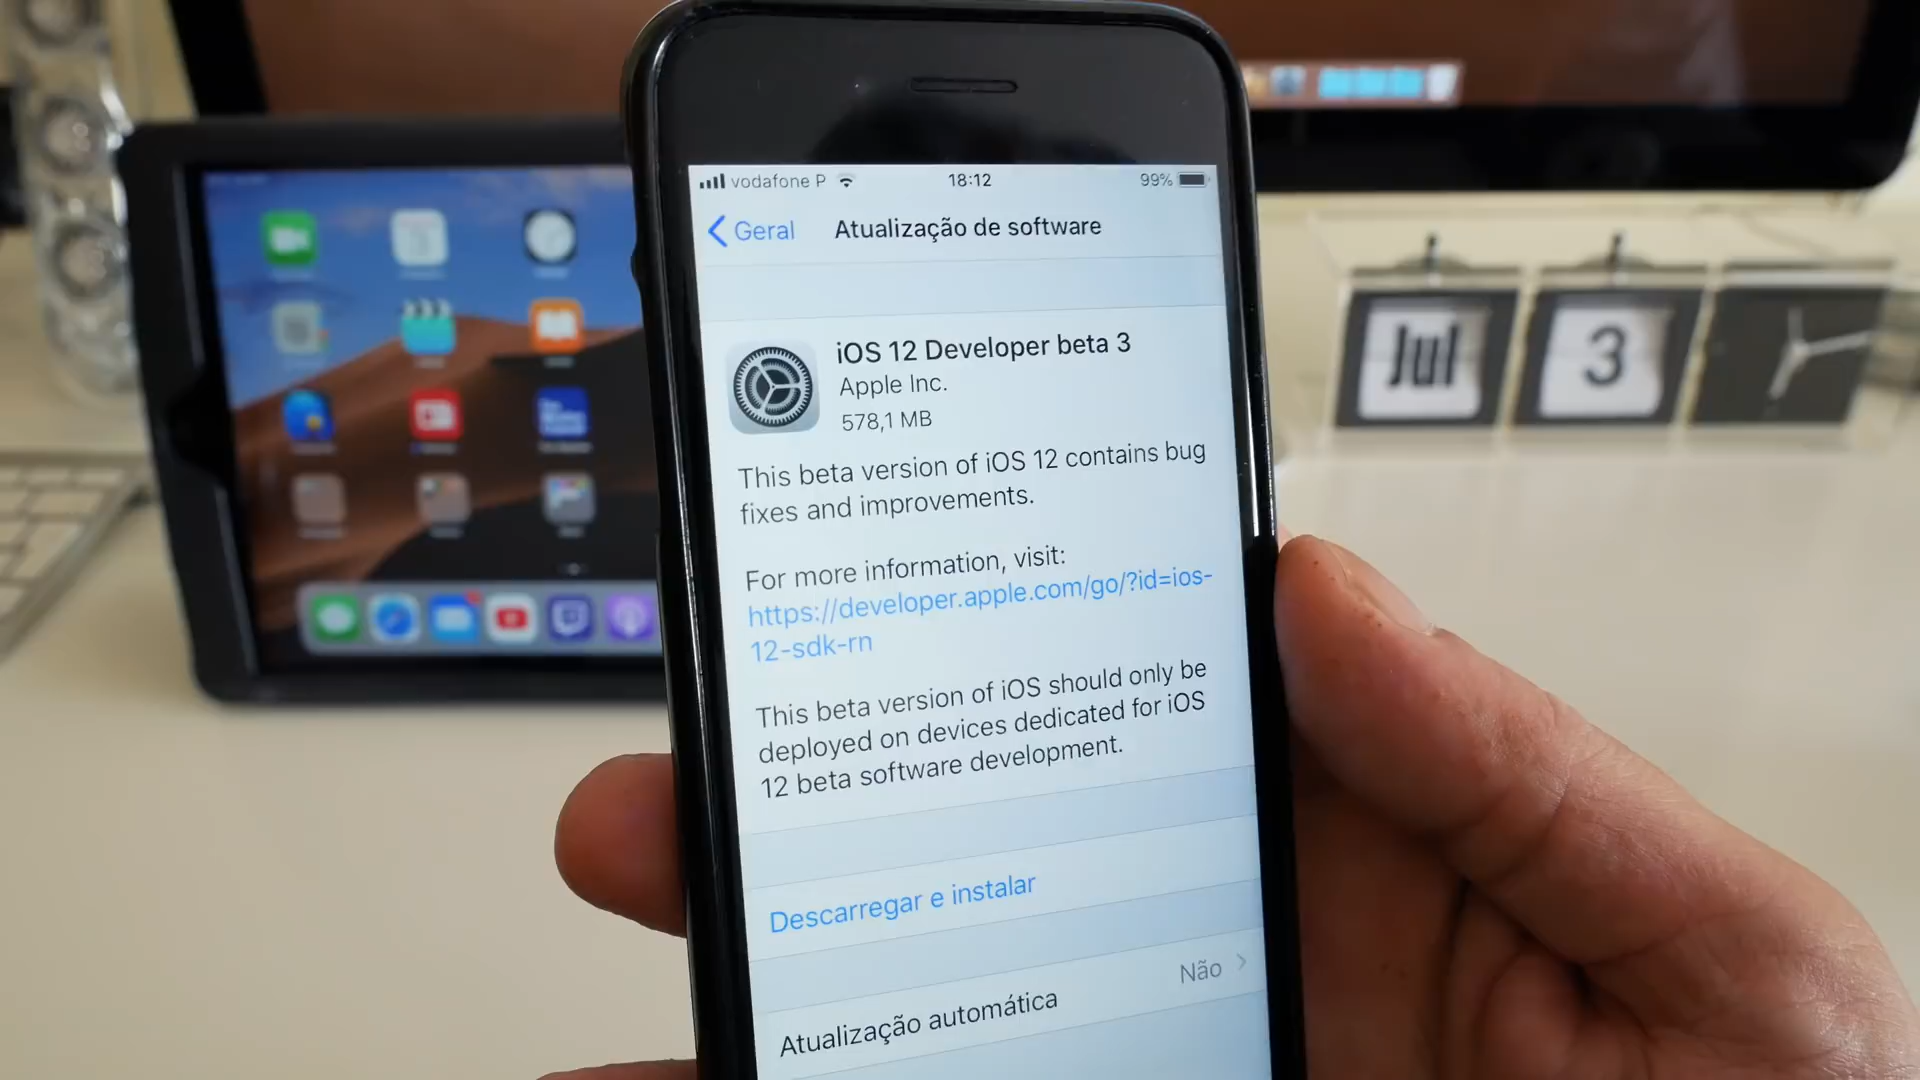 vodafone P
18:12
99%
Geral
Atualização de software
iOS 12 Developer beta 3
Apple Inc.
578,1 MB
This beta version of iOS 12 contains bug
fixes and improvements.
For more information, visit:
https://developer.apple.com/go/?id=ios-
12-sdk-rn
This beta version of iOS should only be
deployed on devices dedicated for iOS
12 beta software development.
Descarregar e instalar
Atualização automática
Não
Jul
3